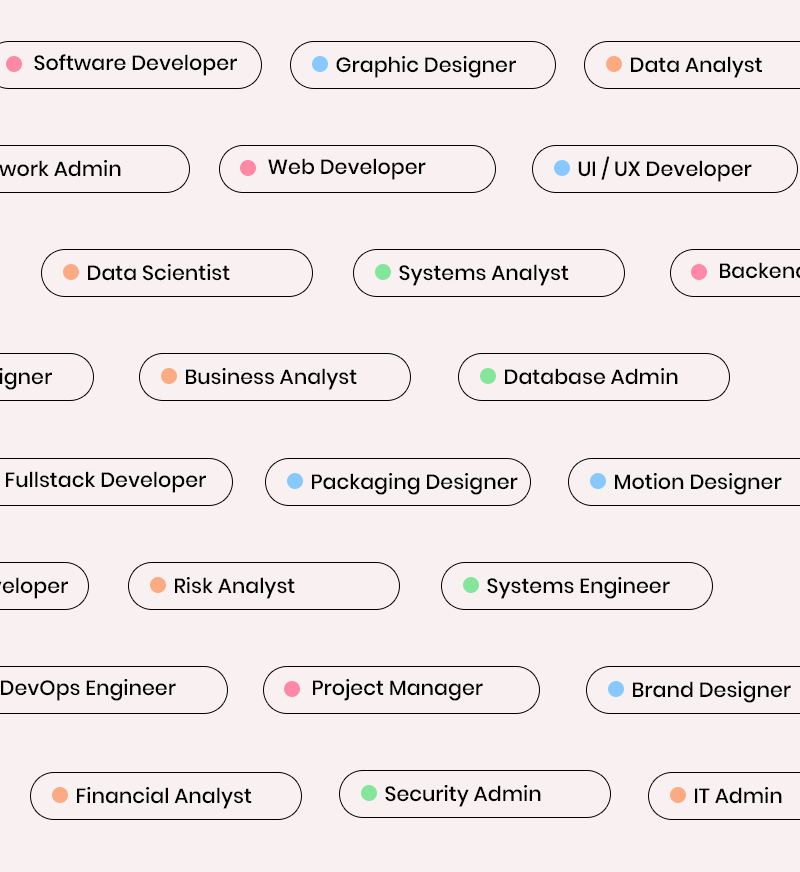 Software Developer
Graphic Designer
Data Analyst
work Admin
Web Developer
UI / UX Developer
Data Scientist
Systems Analyst
Backen
igner
Business Analyst
Database Admin
Fullstack Developer
Packaging Designer
Motion Designer
eloper
Risk Analyst
Systems Engineer
DevOps Engineer
Project Manager
Brand Designer
Financial Analyst
Security Admin
IT Admin